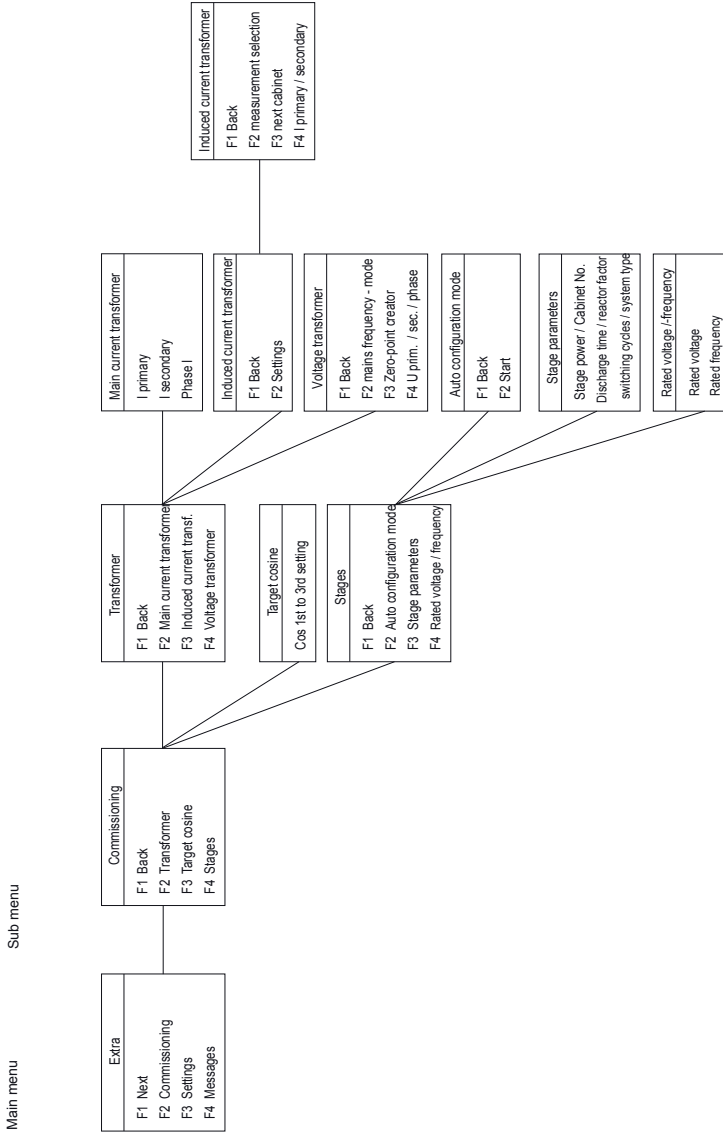 Main menu
Sub menu
Extra
F1 Next
F2 Commissioning
F3 Settings
F4 Messages
Commissioning
F1 Back
F2 Transformer
F3 Target cosine
F4 Stages
Transformer
F1 Back
F2 Main current transformer
F3 Induced current transf.
F4 Voltage transformer
Target cosine
Cos 1st to 3rd setting
Stages
F1 Back
F2 Auto configuration mode
F3 Stage parameters
F4 Rated voltage / frequency
Main current transformer
I primary
I secondary
Phase I
Induced current transformer
F1 Back
F2 Settings
Voltage transformer
F1 Back
F2 mains frequency - mode
F3 Zero-point creator
F4 U prim. / sec. / phase
Auto configuration mode
F1 Back
F2 Start
Stage parameters
Stage power / Cabinet No.
Discharge time / reactor factor
switching cycles / system type
Rated voltage /-frequency
Rated voltage
Rated frequency
Induced current transformer
F1 Back
F2 measurement selection
F3 next cabinet
F4 I primary / secondary